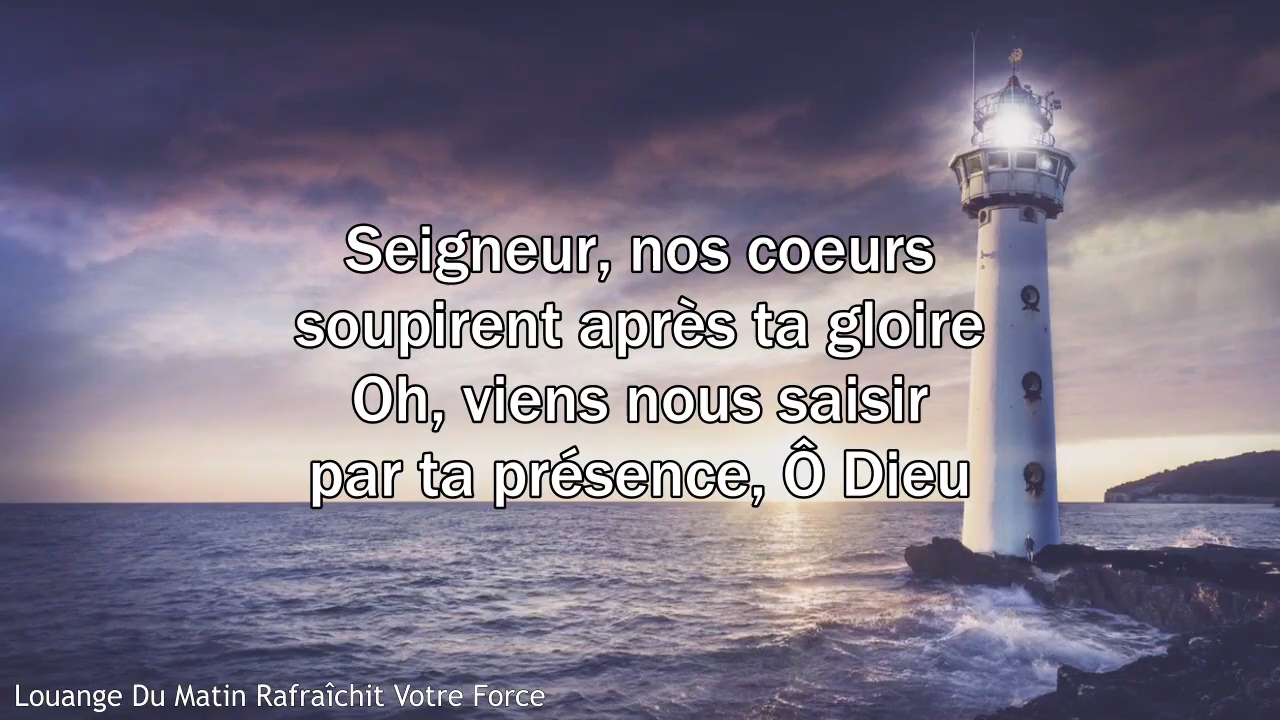 Seigneur, nos coeurs
soupirent après ta gloire
Oh, viens nous saisir
par ta présence, Ô Dieu
Louange Du Matin Rafraîchit Votre Force